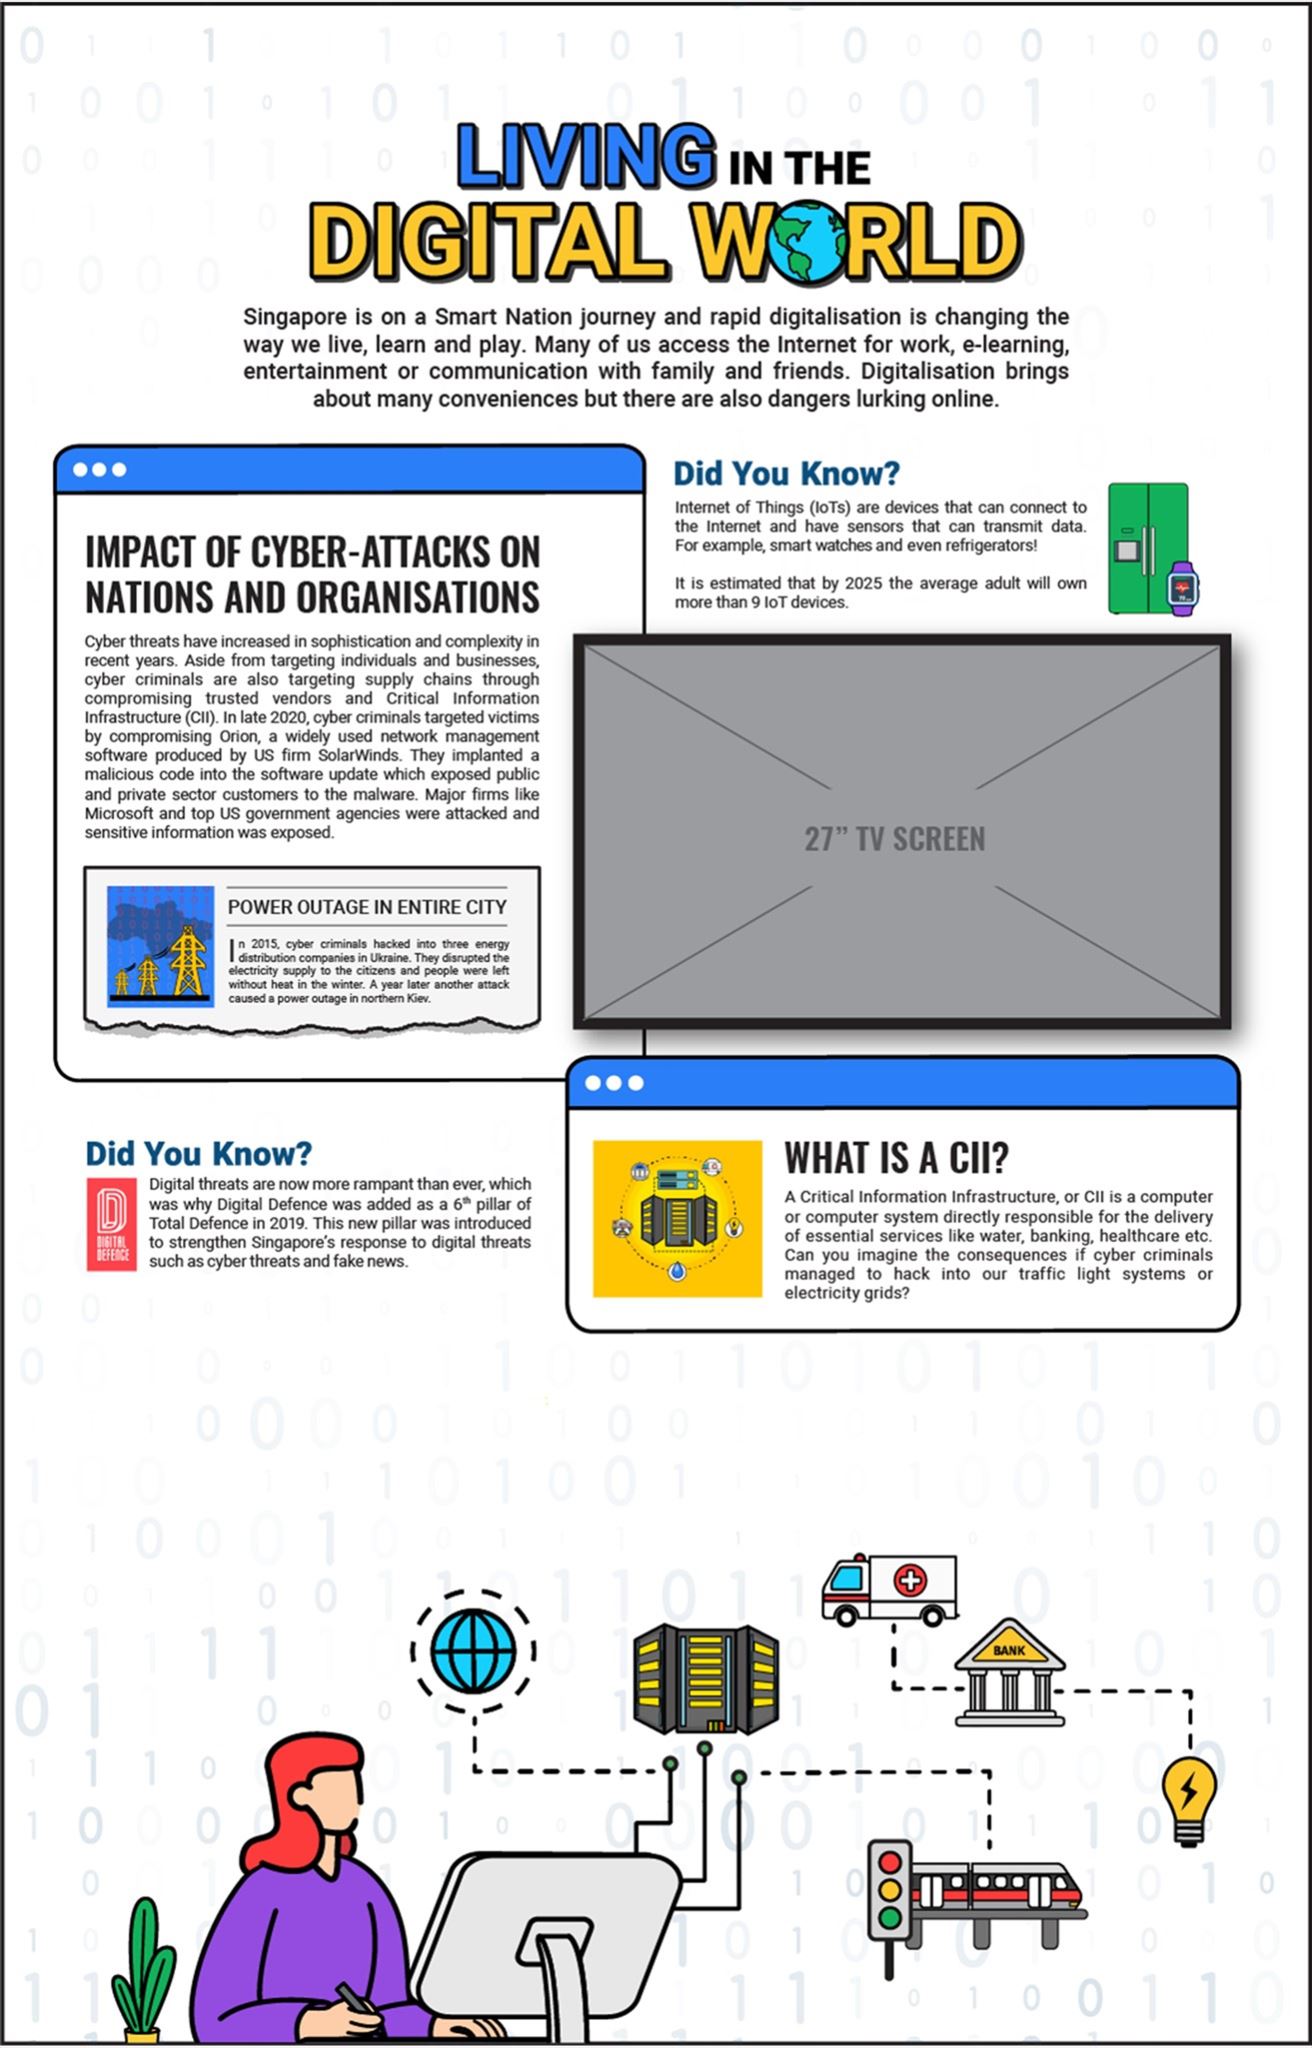 LIVING IN THE
DIGITAL WORLD
Singapore is on a Smart Nation journey and rapid digitalisation is changing the
way we live, learn and play. Many of us access the Internet for work, e-learning,
entertainment or communication with family and friends. Digitalisation brings
about many conveniences but there are also dangers lurking online.
IMPACT OF CYBER-ATTACKS ON
NATIONS AND ORGANISATIONS
Cyber threats have increased in sophistication and complexity in
recent years. Aside from targeting individuals and businesses,
cyber criminals are also targeting supply chains through
compromising trusted vendors and Critical Information
Infrastructure (CII). In late 2020, cyber criminals targeted victims
by compromising Orion, a widely used network management
software produced by US firm SolarWinds. They implanted a
malicious code into the software update which exposed public
and private sector customers to the malware. Major firms like
Microsoft and top US government agencies were attacked and
sensitive information was exposed.
POWER OUTAGE IN ENTIRE CITY
In 2015, cyber criminals hacked into three energy
distribution companies in Ukraine. They disrupted the
electricity supply to the citizens and people were left
without heat in the winter. A year later another attack
caused a power outage in northern Kiev.
Did You Know?
Internet of Things (IoTs) are devices that can connect to
the Internet and have sensors that can transmit data.
For example, smart watches and even refrigerators!
It is estimated that by 2025 the average adult will own
more than 9 IoT devices.
27” TV SCREEN
Did You Know?
DIGITAL
DEFENCE
Digital threats are now more rampant than ever, which
was why Digital Defence was added as a 6th pillar of
Total Defence in 2019. This new pillar was introduced
to strengthen Singapore's response to digital threats
such as cyber threats and fake news.
WHAT IS A CII?
A Critical Information Infrastructure, or CII is a computer
or computer system directly responsible for the delivery
of essential services like water, banking, healthcare etc.
Can you imagine the consequences if cyber criminals
managed to hack into our traffic light systems or
electricity grids?
BANK